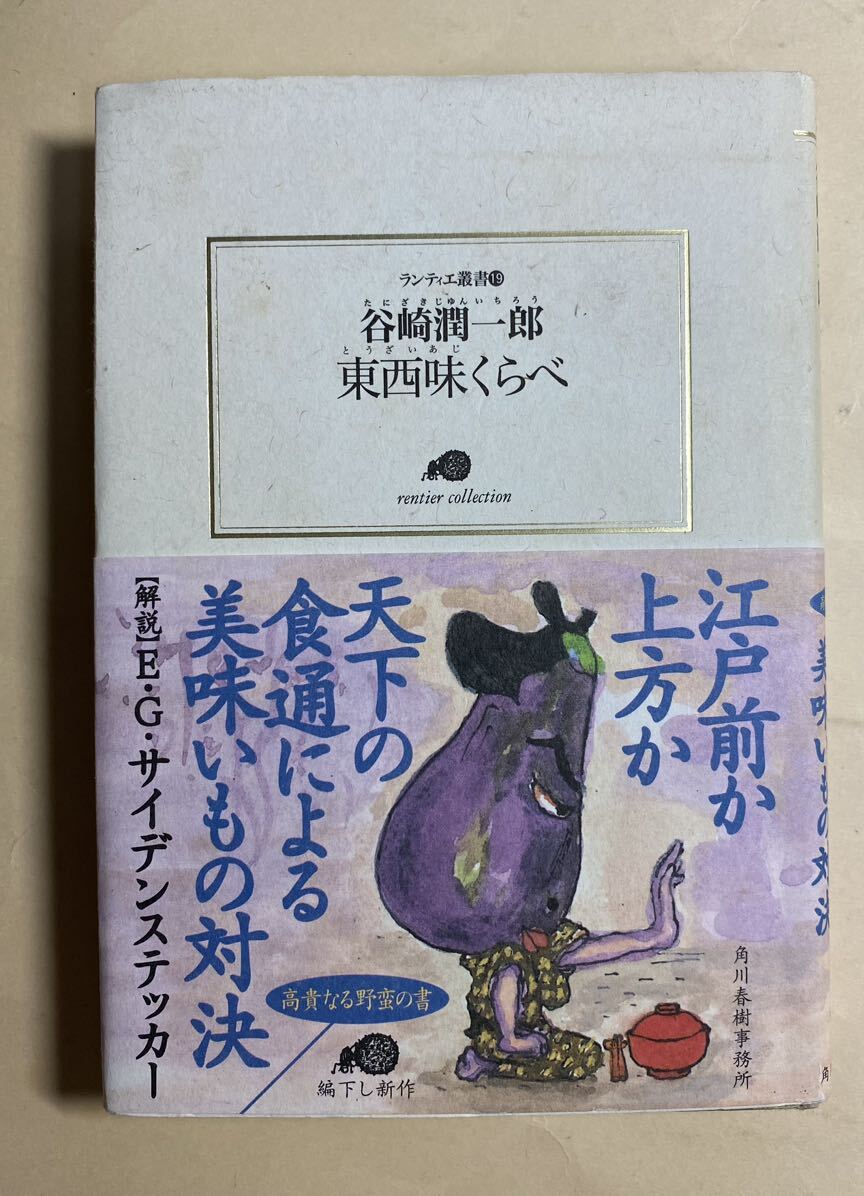 ランティエ叢書⓳
たにざきじゅんいちろう
谷崎潤一郎
とうざいあじ
東西味くらべ
rentier collection
江戸前か
上方か
天下の
食通による
美味いもの対決
【解説】E・G・サイデンステッカー
高貴なる野蛮の書
編下し新作
角川春樹事務所
美味いもの対決
角